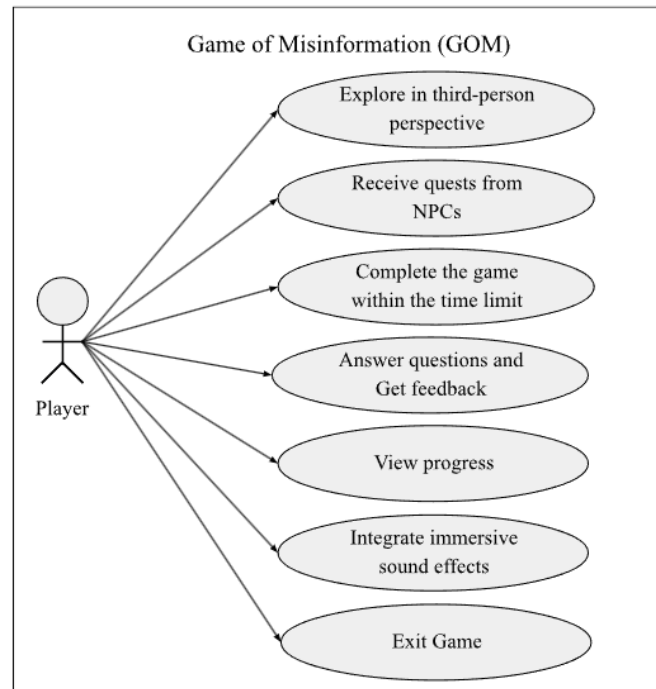 Game of Misinformation (GOM)
Explore in third-person
perspective
Receive quests from
NPCs
Complete the game
within the time limit
Answer questions and
Get feedback
Player
View progress
Integrate immersive
sound effects
Exit Game